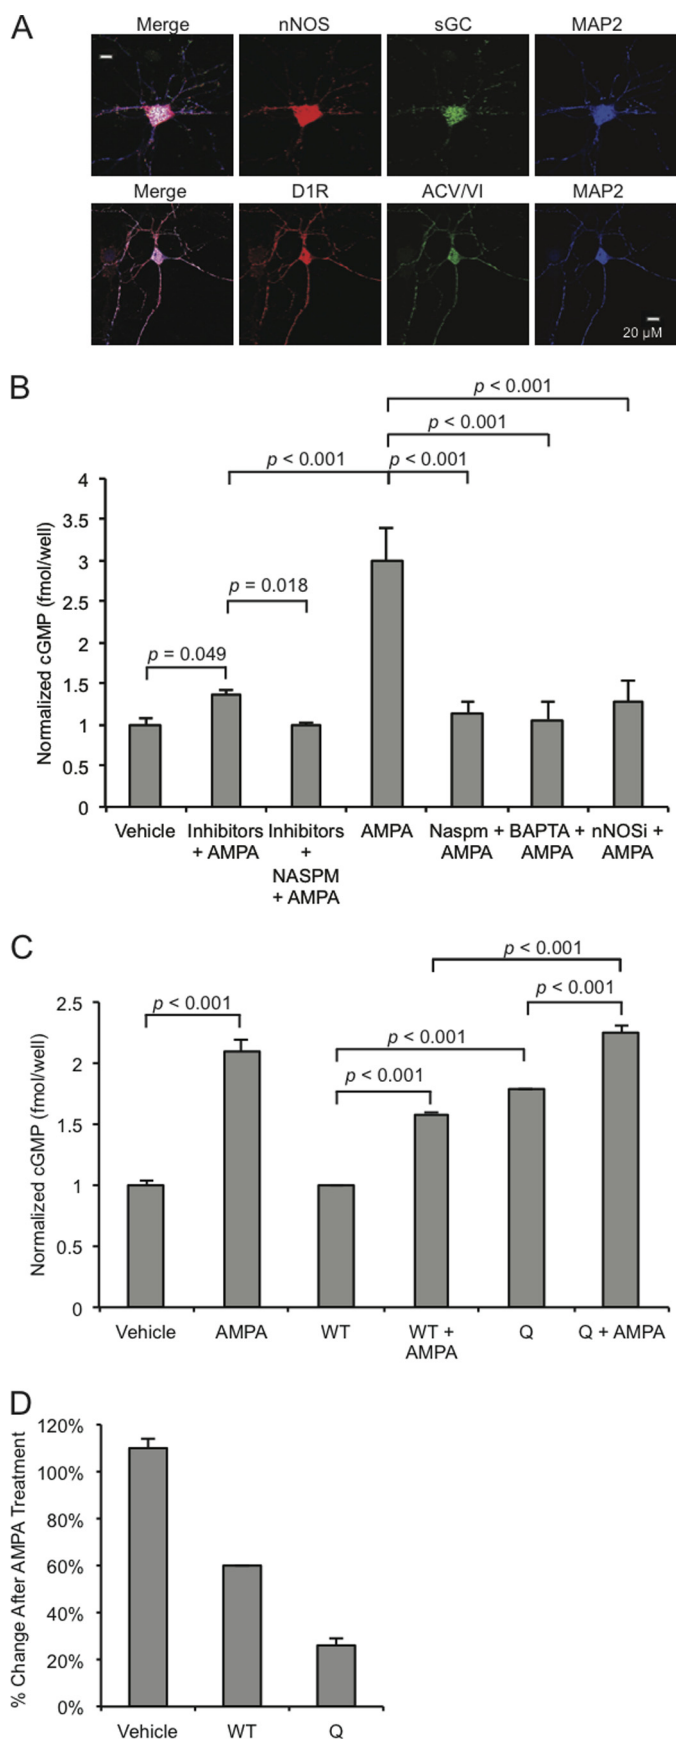 A
Merge nNOS sGC MAP2
Merge D1R ACV/VI MAP2
20 µM
B
p < 0.001
p < 0.001
p < 0.001 p < 0.001
p = 0.018
p = 0.049
Normalized cGMP (fmol/well)
4
3.5
3
2.5
2
1.5
1
0.5
0
Vehicle Inhibitors Inhibitors AMPA Naspm + BAPTA + nNOSi +
+ AMPA + AMPA AMPA AMPA
NASPM
+ AMPA
C
p < 0.001
p < 0.001 p < 0.001
p < 0.001
p < 0.001
Normalized cGMP (fmol/well)
2.5
2
1.5
1
0.5
0
Vehicle AMPA WT WT + Q Q + AMPA
AMPA
D
% Change After AMPA Treatment
120%
100%
80%
60%
40%
20%
0%
Vehicle WT Q